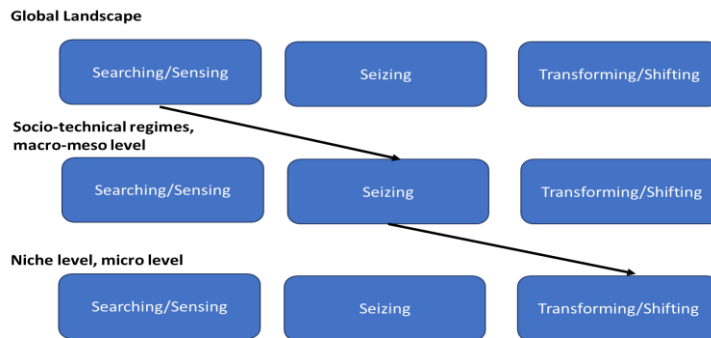 Global Landscape
Searching/Sensing
Seizing
Transforming/Shifting
Socio-technical regimes,
macro-meso level
Searching/Sensing
Seizing
Transforming/Shifting
Niche level, micro level
Searching/Sensing
Seizing
Transforming/Shifting